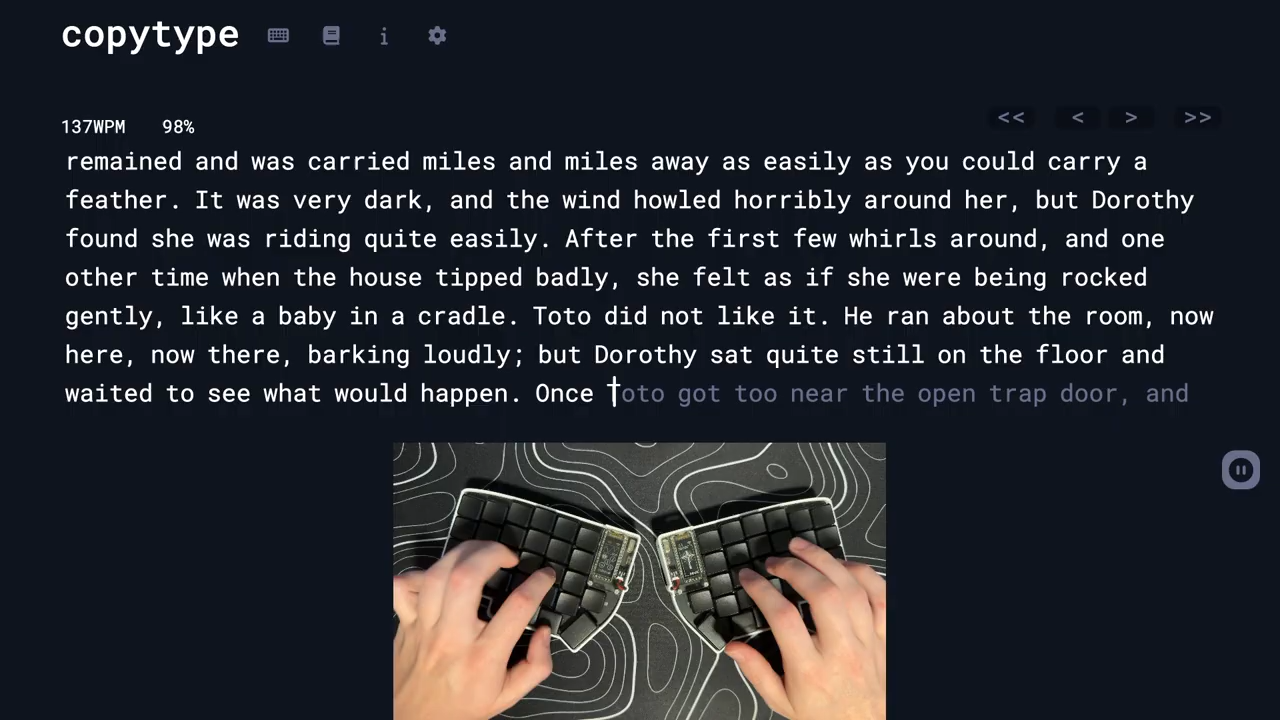 copytype
<< < > >>
137WPM 98%
remained and was carried miles and miles away as easily as you could carry a
feather. It was very dark, and the wind howled horribly around her, but Dorothy
found she was riding quite easily. After the first few whirls around, and one
other time when the house tipped badly, she felt as if she were being rocked
gently, like a baby in a cradle. Toto did not like it. He ran about the room, now
here, now there, barking loudly; but Dorothy sat quite still on the floor and
waited to see what would happen. Once Toto got too near the open trap door, and